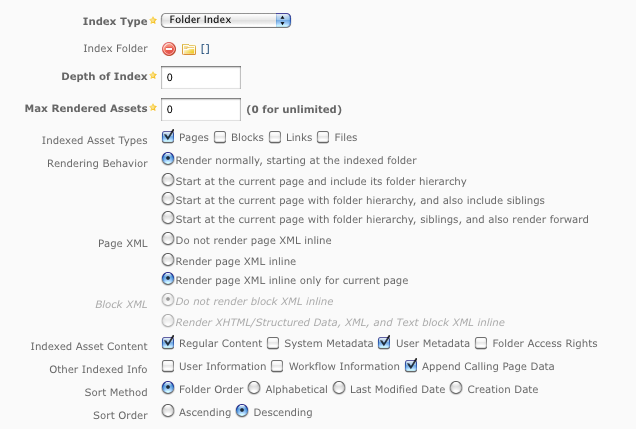 Index Type Folder Index
Index Folder []
Depth of Index 0
Max Rendered Assets 0 (0 for unlimited)
Indexed Asset Types Pages Blocks Links Files
Rendering Behavior Render normally, starting at the indexed folder
Start at the current page and include its folder hierarchy
Start at the current page with folder hierarchy, and also include siblings
Start at the current page with folder hierarchy, siblings, and also render forward
Page XML Do not render page XML inline
Render page XML inline
Render page XML inline only for current page
Block XML Do not render block XML inline
Render XHTML/Structured Data, XML, and Text block XML inline
Indexed Asset Content Regular Content System Metadata User Metadata Folder Access Rights
Other Indexed Info User Information Workflow Information Append Calling Page Data
Sort Method Folder Order Alphabetical Last Modified Date Creation Date
Sort Order Ascending Descending